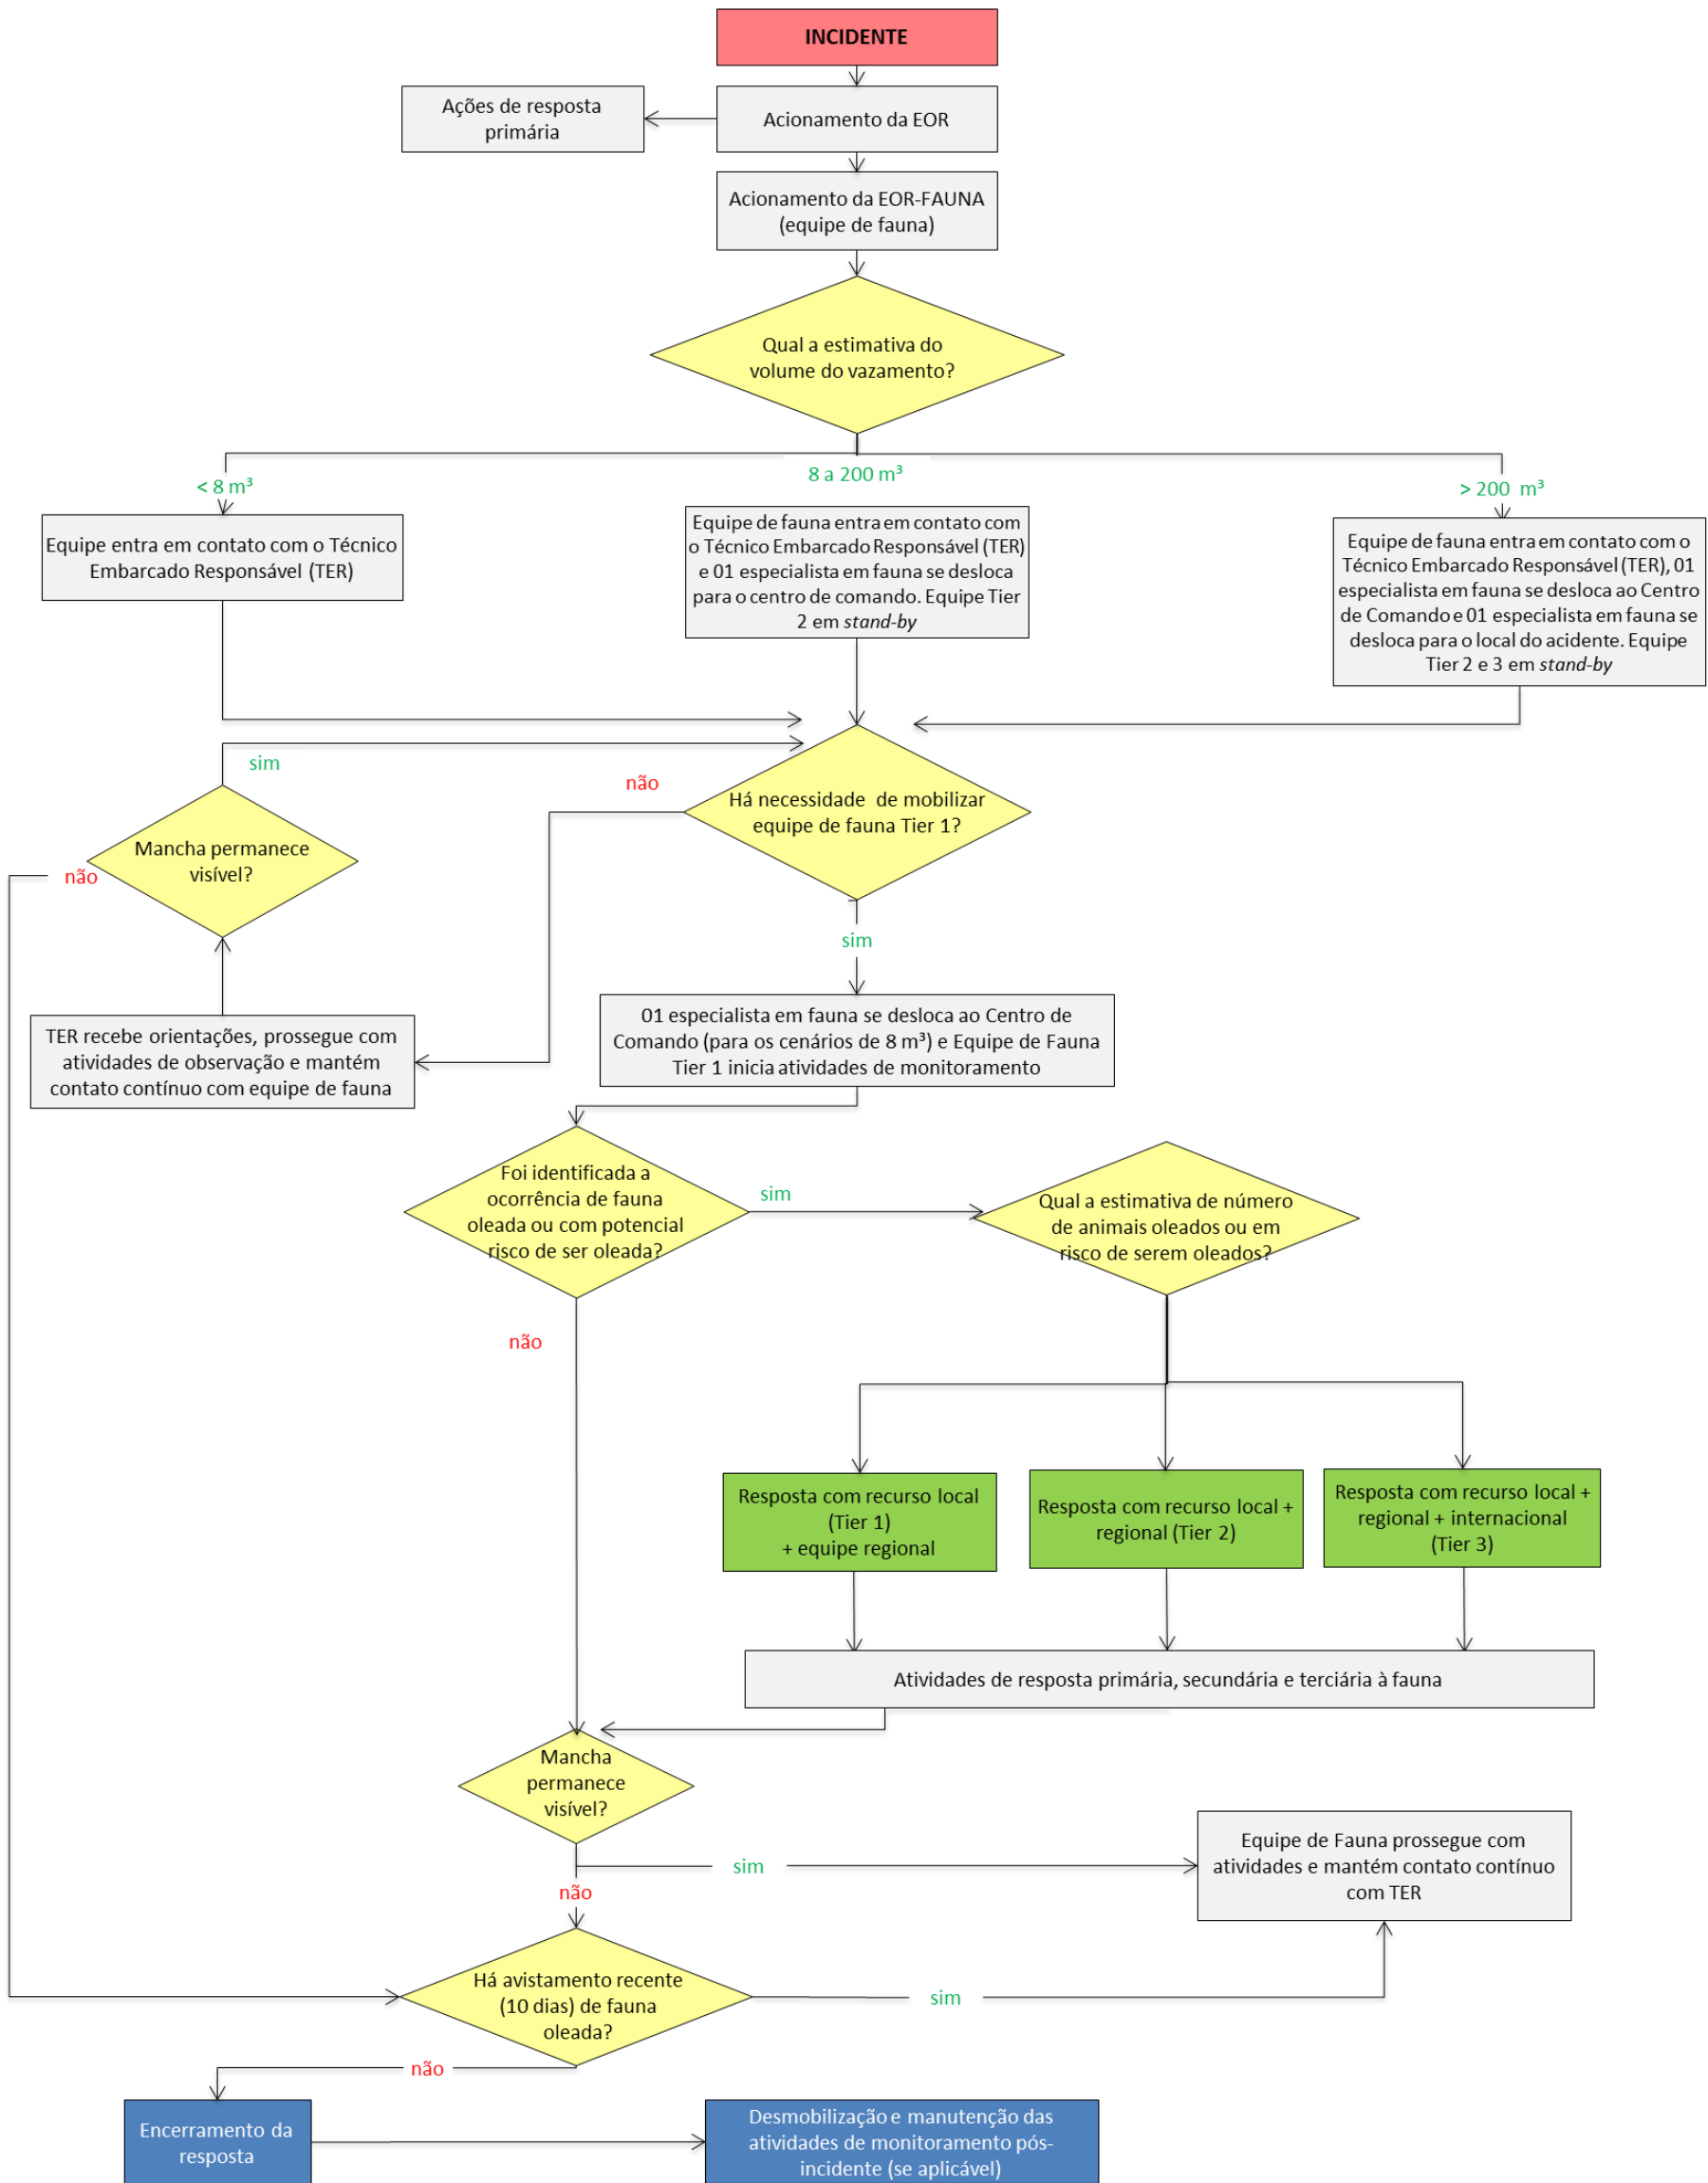 INCIDENTE
Ações de resposta
primária
Acionamento da EOR
Acionamento da EOR-FAUNA
(equipe de fauna)
Qual a estimativa do
volume do vazamento?
< 8 m³
8 a 200 m³
> 200 m³
Equipe entra em contato com o Técnico
Embarcado Responsável (TER)
Equipe de fauna entra em contato com
o Técnico Embarcado Responsável (TER)
e 01 especialista em fauna se desloca
para o centro de comando. Equipe Tier
2 em stand-by
Equipe de fauna entra em contato com o
Técnico Embarcado Responsável (TER), 01
especialista em fauna se desloca ao Centro
de Comando e 01 especialista em fauna se
desloca para o local do acidente. Equipe
Tier 2 e 3 em stand-by
sim
não
Há necessidade de mobilizar
equipe de fauna Tier 1?
Mancha permanece
visível?
não
sim
TER recebe orientações, prossegue com
atividades de observação e mantém
contato contínuo com equipe de fauna
01 especialista em fauna se desloca ao Centro de
Comando (para os cenários de 8 m³) e Equipe de Fauna
Tier 1 inicia atividades de monitoramento
Foi identificada a
ocorrência de fauna
oleada ou com potencial
risco de ser oleada?
sim
Qual a estimativa de número
de animais oleados ou em
risco de serem oleados?
não
Resposta com recurso local
(Tier 1)
+ equipe regional
Resposta com recurso local +
regional (Tier 2)
Resposta com recurso local +
regional + internacional
(Tier 3)
Atividades de resposta primária, secundária e terciária à fauna
Mancha
permanece
visível?
sim
não
Equipe de Fauna prossegue com
atividades e mantém contato contínuo
com TER
Há avistamento recente
(10 dias) de fauna
oleada?
sim
não
Encerramento da
resposta
Desmobilização e manutenção das
atividades de monitoramento pós-
incidente (se aplicável)